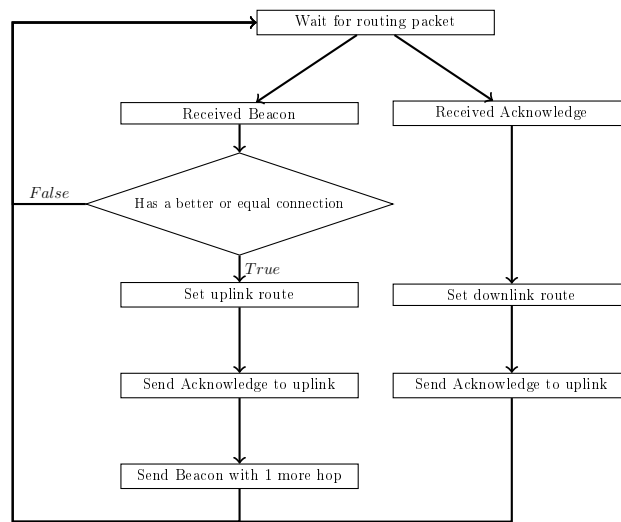 Wait for routing packet
Received Beacon
Received Acknowledge
Has a better or equal connection
False
True
Set uplink route
Set downlink route
Send Acknowledge to uplink
Send Acknowledge to uplink
Send Beacon with 1 more hop